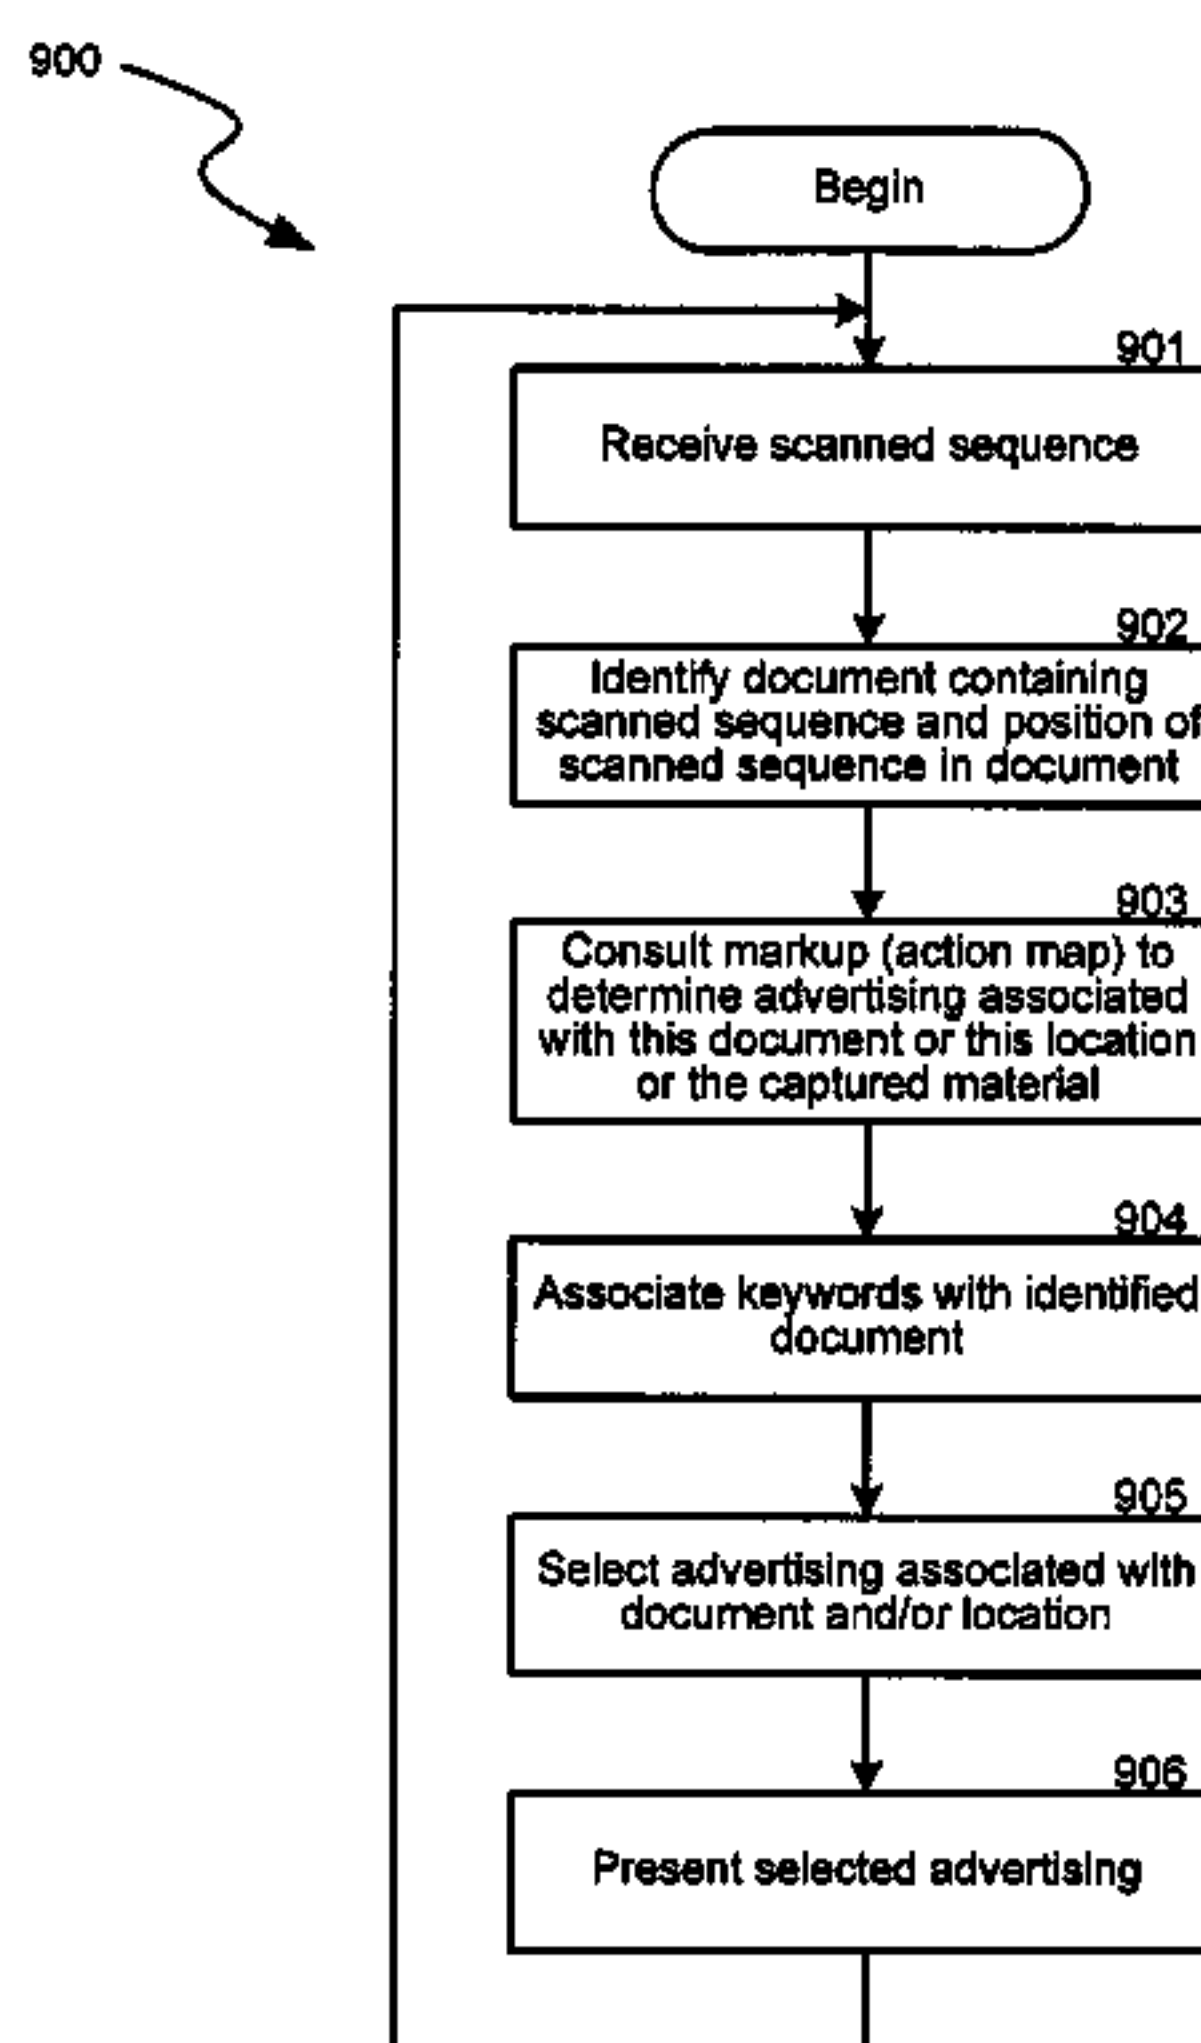 900
Begin
901
Receive scanned sequence
902
Identify document containing
scanned sequence and position of
scanned sequence in document
903
Consult markup (action map) to
determine advertising associated
with this document or this location
or the captured material
904
Associate keywords with identified
document
905
Select advertising associated with
document and/or location
906
Present selected advertising